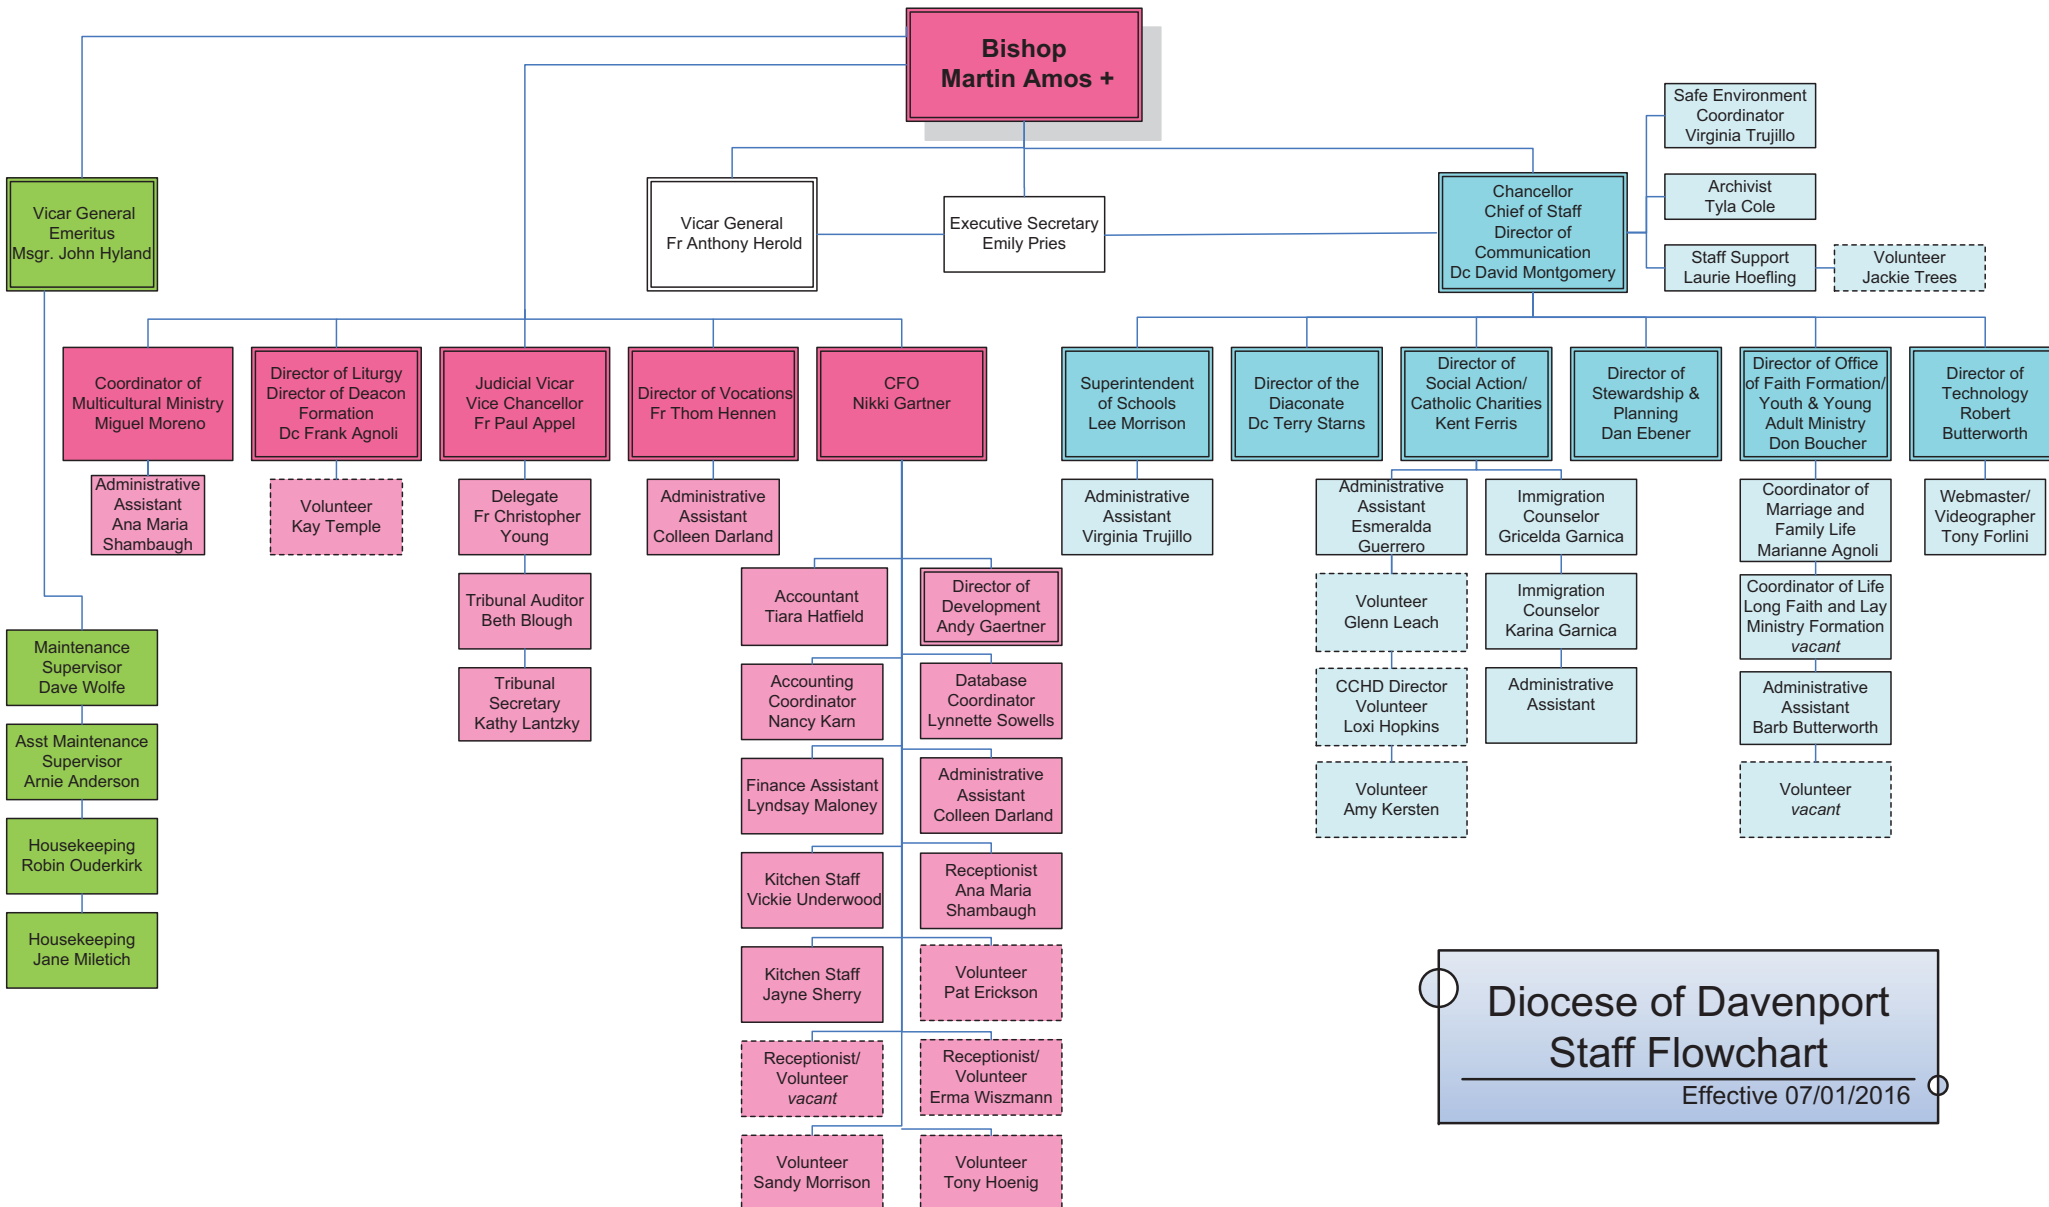 Bishop
Martin Amos +
Safe Environment
Coordinator
Virginia Trujillo
Archivist
Tyla Cole
Staff Support
Laurie Hoefling
Volunteer
Jackie Trees
Vicar General
Emeritus
Msgr. John Hyland
Vicar General
Fr Anthony Herold
Executive Secretary
Emily Pries
Chancellor
Chief of Staff
Director of
Communication
Dc David Montgomery
Coordinator of
Multicultural Ministry
Miguel Moreno
Director of Liturgy
Director of Deacon
Formation
Dc Frank Agnoli
Judicial Vicar
Vice Chancellor
Fr Paul Appel
Director of Vocations
Fr Thom Hennen
CFO
Nikki Gartner
Superintendent
of Schools
Lee Morrison
Director of the
Diaconate
Dc Terry Starns
Director of
Social Action/
Catholic Charities
Kent Ferris
Director of
Stewardship &
Planning
Dan Ebener
Director of Office
of Faith Formation/
Youth & Young
Adult Ministry
Don Boucher
Director of
Technology
Robert
Butterworth
Administrative
Assistant
Ana Maria
Shambaugh
Volunteer
Kay Temple
Delegate
Fr Christopher
Young
Tribunal Auditor
Beth Blough
Tribunal
Secretary
Kathy Lantzky
Administrative
Assistant
Colleen Darland
Accountant
Tiara Hatfield
Director of
Development
Andy Gaertner
Accounting
Coordinator
Nancy Karn
Database
Coordinator
Lynnette Sowells
Finance Assistant
Lyndsay Maloney
Administrative
Assistant
Colleen Darland
Kitchen Staff
Vickie Underwood
Receptionist
Ana Maria
Shambaugh
Kitchen Staff
Jayne Sherry
Volunteer
Pat Erickson
Receptionist/
Volunteer
vacant
Receptionist/
Volunteer
Erma Wiszmann
Volunteer
Sandy Morrison
Volunteer
Tony Hoenig
Administrative
Assistant
Virginia Trujillo
Administrative
Assistant
Esmeralda
Guerrero
Volunteer
Glenn Leach
CCHD Director
Volunteer
Loxi Hopkins
Volunteer
Amy Kersten
Immigration
Counselor
Gricelda Garnica
Immigration
Counselor
Karina Garnica
Administrative
Assistant
Coordinator of
Marriage and
Family Life
Marianne Agnoli
Coordinator of Life
Long Faith and Lay
Ministry Formation
vacant
Administrative
Assistant
Barb Butterworth
Volunteer
vacant
Webmaster/
Videographer
Tony Forlini
Maintenance
Supervisor
Dave Wolfe
Asst Maintenance
Supervisor
Arnie Anderson
Housekeeping
Robin Ouderkirk
Housekeeping
Jane Miletich
Diocese of Davenport
Staff Flowchart
Effective 07/01/2016